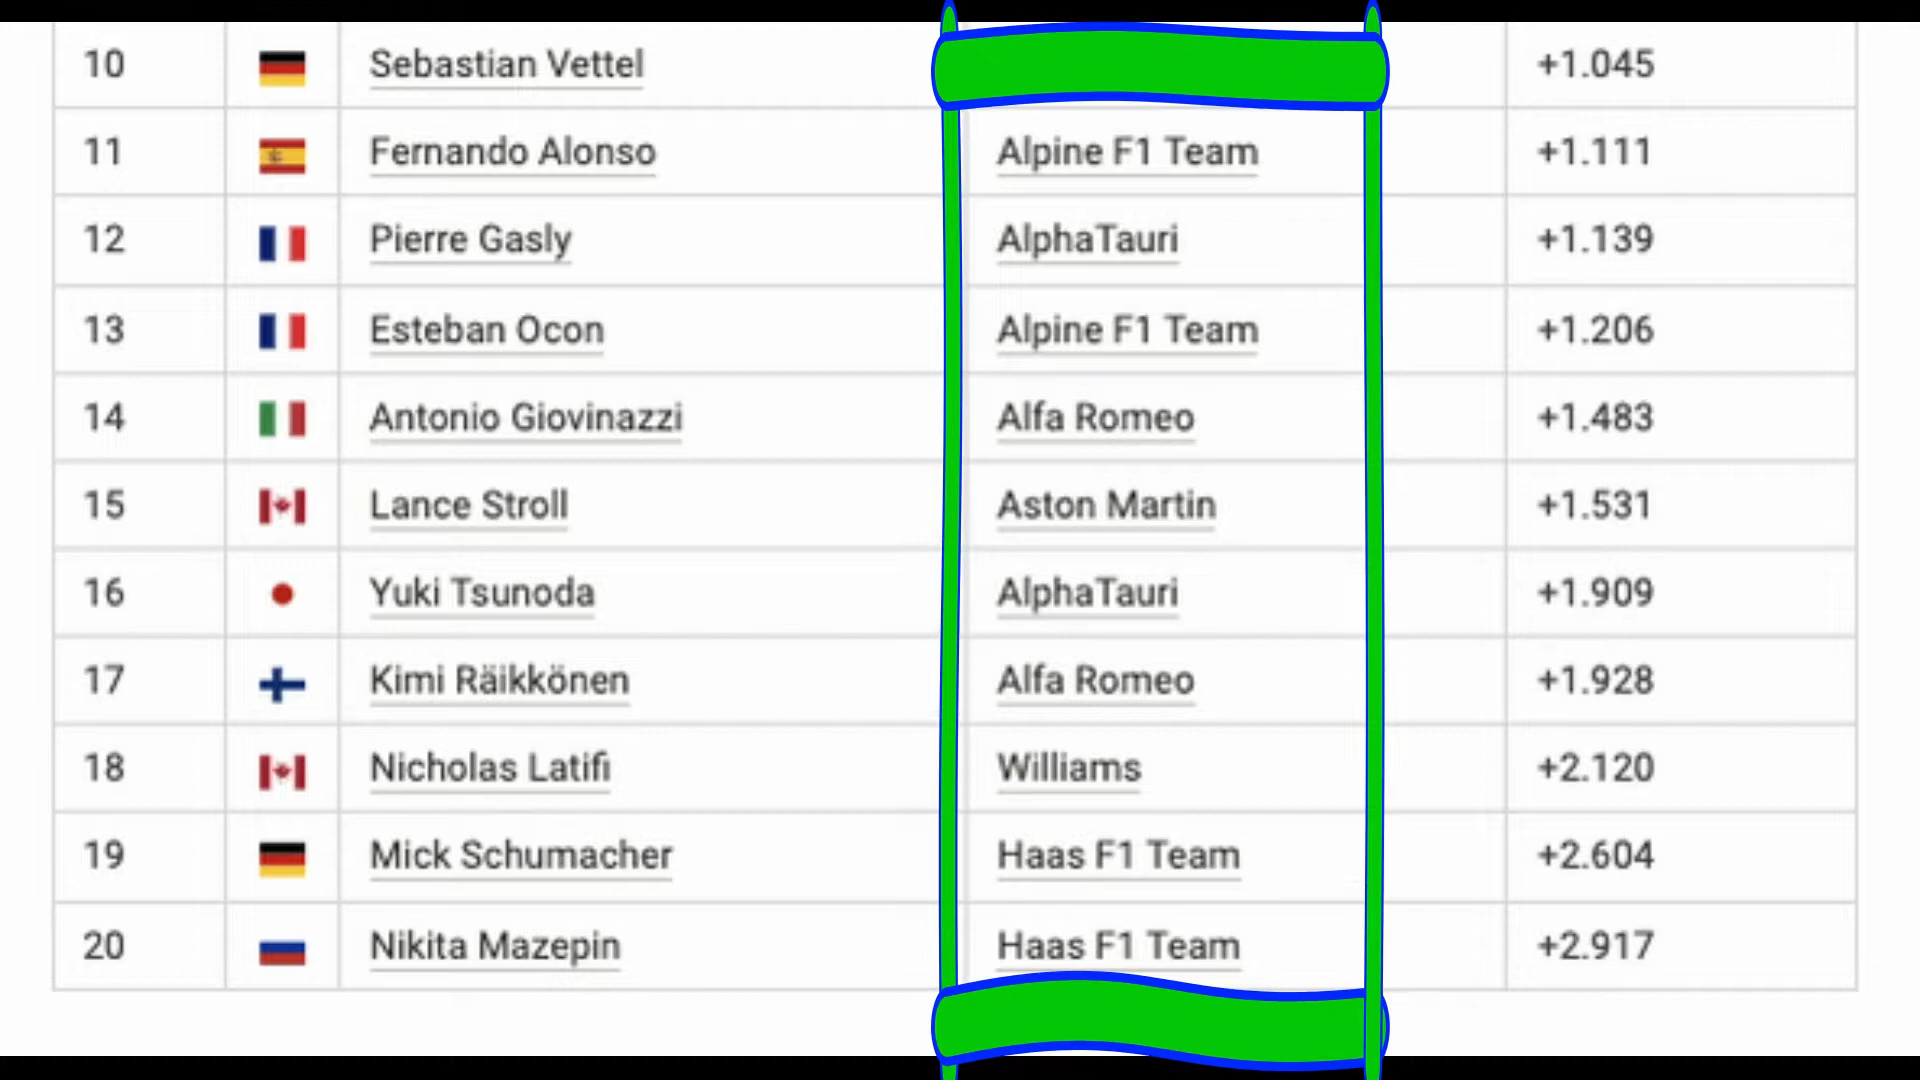 10 Sebastian Vettel +1.045
11 Fernando Alonso Alpine F1 Team +1.111
12 Pierre Gasly AlphaTauri +1.139
13 Esteban Ocon Alpine F1 Team +1.206
14 Antonio Giovinazzi Alfa Romeo +1.483
15 Lance Stroll Aston Martin +1.531
16 Yuki Tsunoda AlphaTauri +1.909
17 Kimi Räikkönen Alfa Romeo +1.928
18 Nicholas Latifi Williams +2.120
19 Mick Schumacher Haas F1 Team +2.604
20 Nikita Mazepin Haas F1 Team +2.917